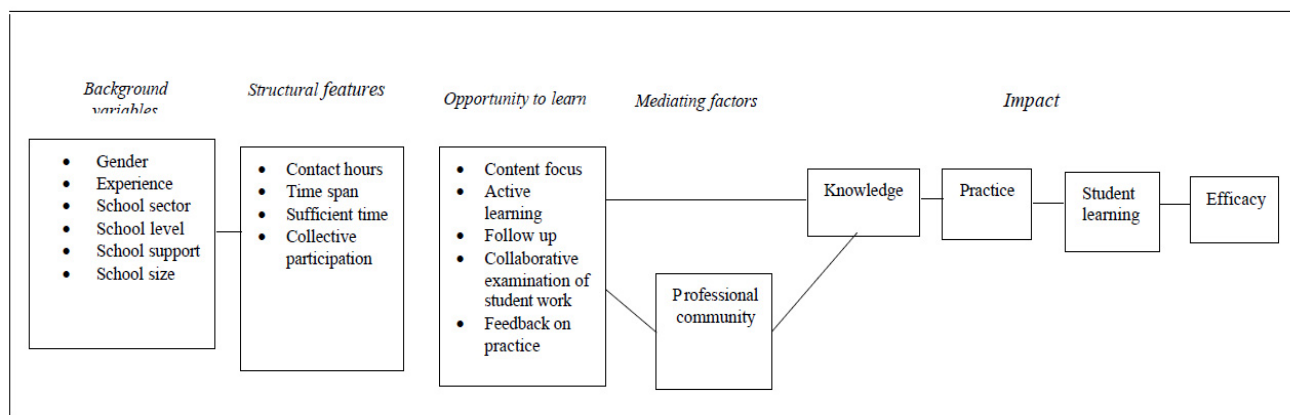 Background
variables
Structural features
Opportunity to learn
Mediating factors
Impact
• Gender
• Experience
• School sector
• School level
• School support
• School size
• Contact hours
• Time span
• Sufficient time
• Collective
participation
• Content focus
• Active
learning
• Follow up
• Collaborative
examination of
student work
• Feedback on
practice
Professional
community
Knowledge
Practice
Student
learning
Efficacy